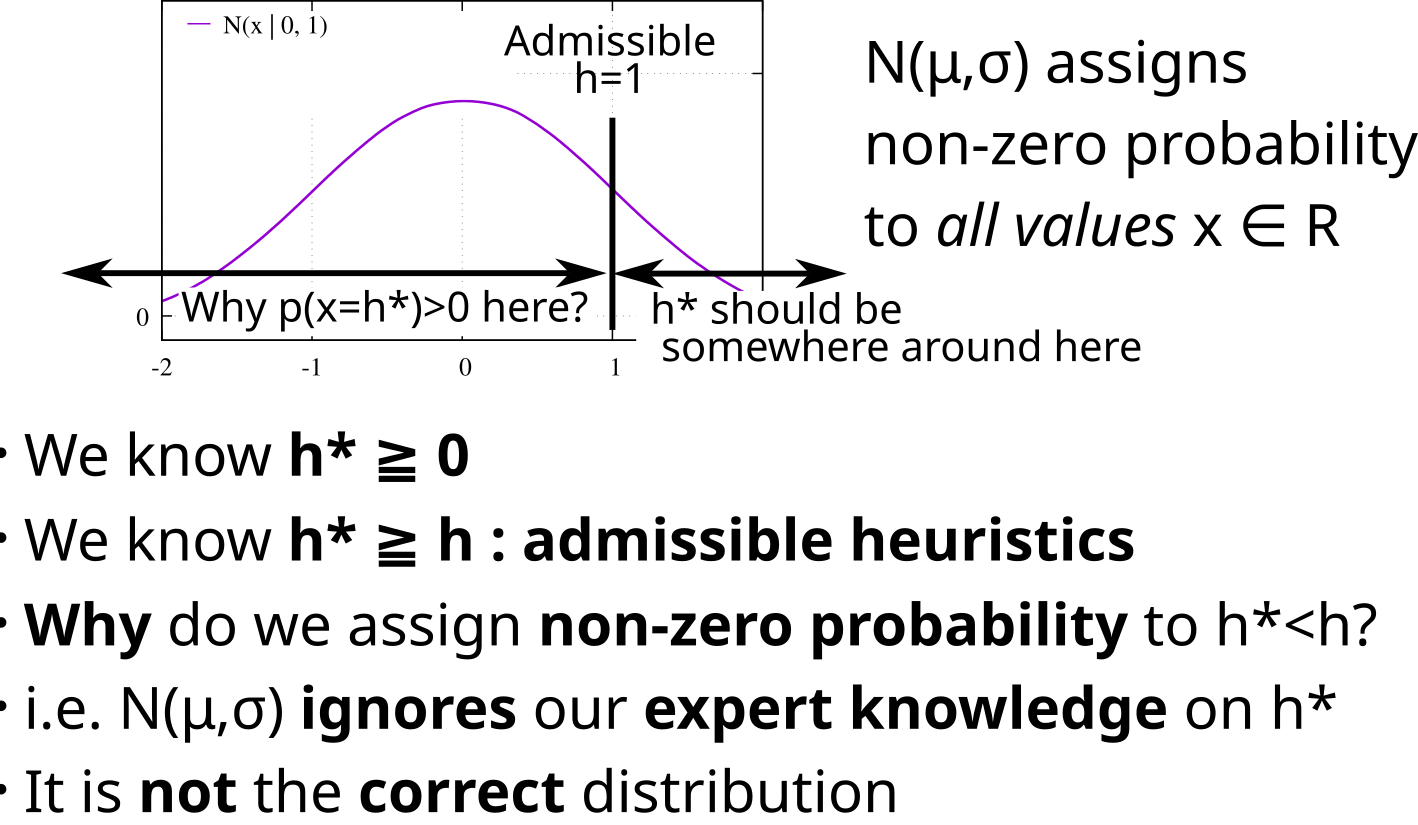 N(x | 0, 1)
Admissible
h=1
N(μ,σ) assigns
non-zero probability
to all values x ∈ R
Why p(x=h*)>0 here?
h* should be
somewhere around here
0
-2 -1 0 1
• We know h* ≧ 0
• We know h* ≧ h : admissible heuristics
• Why do we assign non-zero probability to h*<h?
• i.e. N(μ,σ) ignores our expert knowledge on h*
• It is not the correct distribution